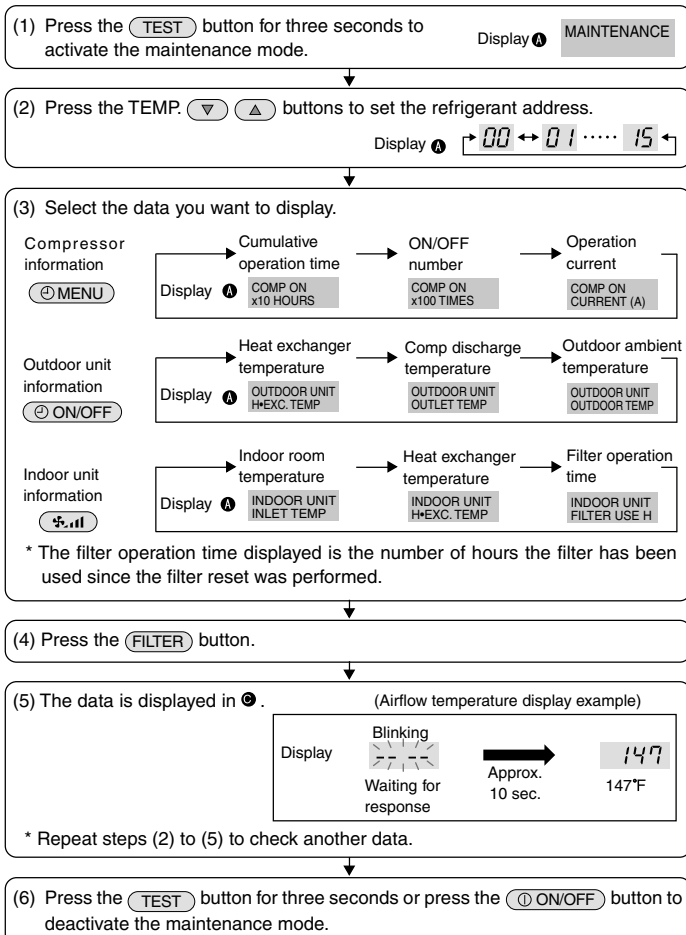 (1) Press the TEST button for three seconds to
activate the maintenance mode.
Display A MAINTENANCE
(2) Press the TEMP. ▽ △ buttons to set the refrigerant address.
Display A 00 ↔ 01 ····· 15
(3) Select the data you want to display.
Compressor
information
MENU
Cumulative
operation time
ON/OFF
number
Operation
current
Display A
COMP ON
x10 HOURS
COMP ON
x100 TIMES
COMP ON
CURRENT (A)
Outdoor unit
information
ON/OFF
Heat exchanger
temperature
Comp discharge
temperature
Outdoor ambient
temperature
Display A
OUTDOOR UNIT
H•EXC. TEMP
OUTDOOR UNIT
OUTLET TEMP
OUTDOOR UNIT
OUTDOOR TEMP
Indoor unit
information
Indoor room
temperature
Heat exchanger
temperature
Filter operation
time
Display A
INDOOR UNIT
INLET TEMP
INDOOR UNIT
H•EXC. TEMP
INDOOR UNIT
FILTER USE H
* The filter operation time displayed is the number of hours the filter has been
used since the filter reset was performed.
(4) Press the FILTER button.
(5) The data is displayed in C .
(Airflow temperature display example)
Display
Blinking
-- --
Waiting for
response
Approx.
10 sec.
147
147°F
* Repeat steps (2) to (5) to check another data.
(6) Press the TEST button for three seconds or press the ON/OFF button to
deactivate the maintenance mode.